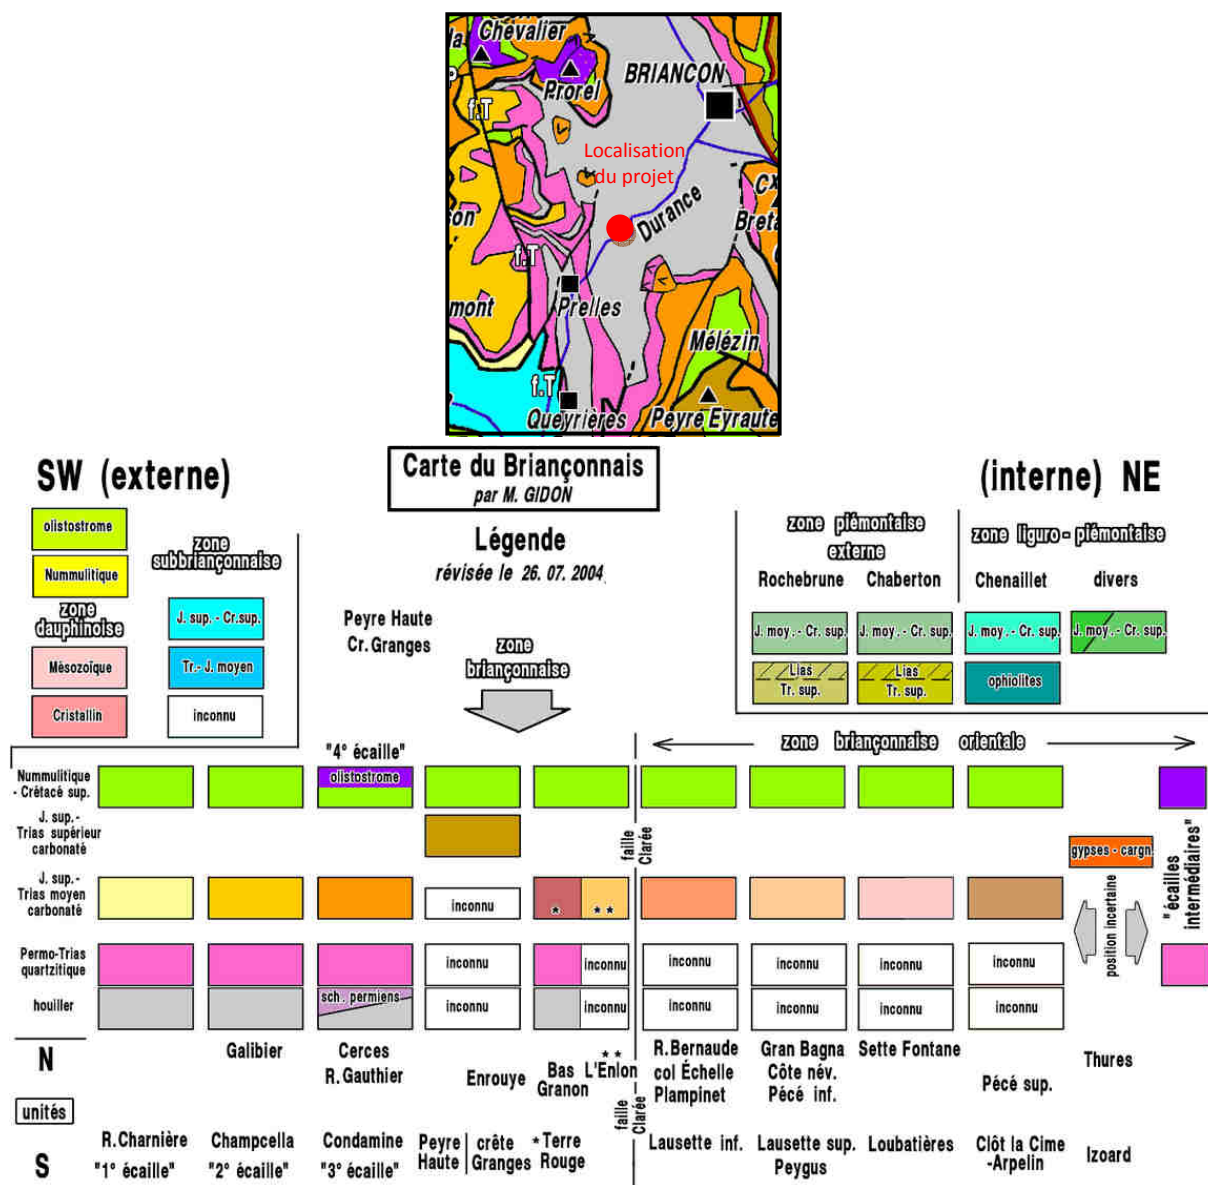 la
Chevalier
P
Prorel
BRIANCON
f.T
Localisation
du projet
Durance
Cx
Breta
on
f.T
Prelles
mont
Mélézin
f.T
Queyrières
Peyre Eyraute
SW (externe)
Carte du Briançonnais
par M. GIDON
(interne) NE
Légende
révisée le 26. 07. 2004
olistostrome
Nummulitique
zone
dauphinoise
Mésozoïque
Cristallin
zone
subbriançonnaise
J. sup. - Cr.sup.
Tr.- J. moyen
inconnu
Peyre Haute
Cr. Granges
zone
briançonnaise
zone piémontaise
externe
Rochebrune
Chaberton
J. moy. - Cr. sup.
J. moy. - Cr. sup.
Lias
Tr. sup.
Lias
Tr. sup.
zone liguro - piémontaise
Chenaillet
divers
J. moy. - Cr. sup.
J. moy. - Cr. sup.
ophiolites
"4° écaille"
zone briançonnaise orientale
Nummulitique
- Crétacé sup.
olistostrome
J. sup.-
Trias supérieur
carbonaté
faille
Clarée
gypses - cargn.
"écailles
intermédiaires"
J. sup.-
Trias moyen
carbonaté
inconnu
*
* *
position incertaine
Permo-Trias
quartzitique
inconnu
inconnu
inconnu
inconnu
inconnu
inconnu
houiller
sch. permiens
inconnu
inconnu
inconnu
inconnu
inconnu
inconnu
N
Galibier
Cerces
R. Gauthier
Enrouye
Bas
Granon
* *
L'Enlon
R.Bernaude
col Échelle
Plampinet
Gran Bagna
Côte név.
Pécé inf.
Sette Fontane
Pécé sup.
Thures
unités
faille
Clarée
S
R. Charnière
"1° écaille"
Champcella
"2° écaille"
Condamine
"3° écaille"
Peyre
Haute
crête
Granges
* Terre
Rouge
Lausette inf.
Lausette sup.
Peygus
Loubatières
Clôt la Cime
-Arpelin
Izoard